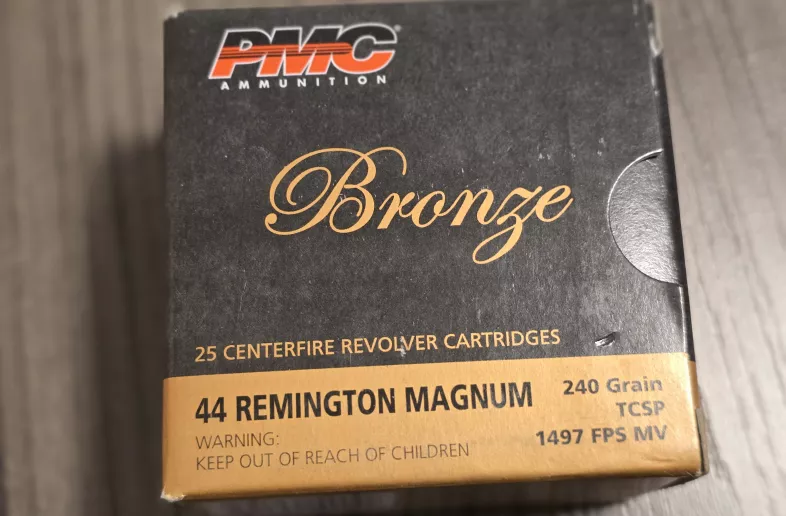 PMC®
AMMUNITION
Bronze
25 CENTERFIRE REVOLVER CARTRIDGES
44 REMINGTON MAGNUM
240 Grain
TCSP
1497 FPS MV
WARNING:
KEEP OUT OF REACH OF CHILDREN